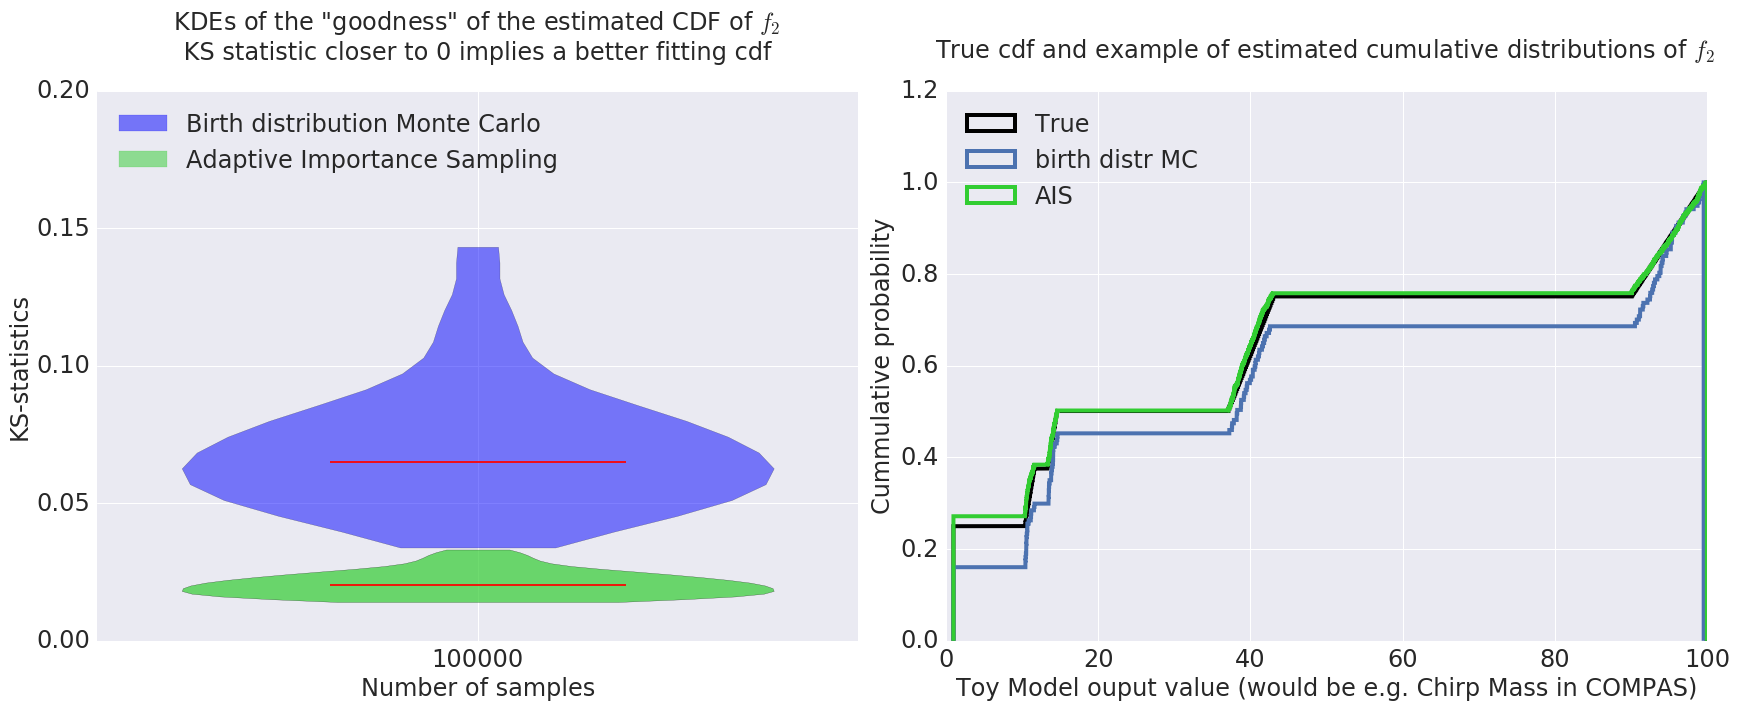 KDEs of the "goodness" of the estimated CDF of f₂
KS statistic closer to 0 implies a better fitting cdf
0.20
0.15
0.10
0.05
0.00
KS-statistics
Birth distribution Monte Carlo
Adaptive Importance Sampling
100000
Number of samples
True cdf and example of estimated cumulative distributions of f₂
1.2
1.0
0.8
0.6
0.4
0.2
0.0
Cummulative probability
True
birth distr MC
AIS
0 20 40 60 80 100
Toy Model ouput value (would be e.g. Chirp Mass in COMPAS)